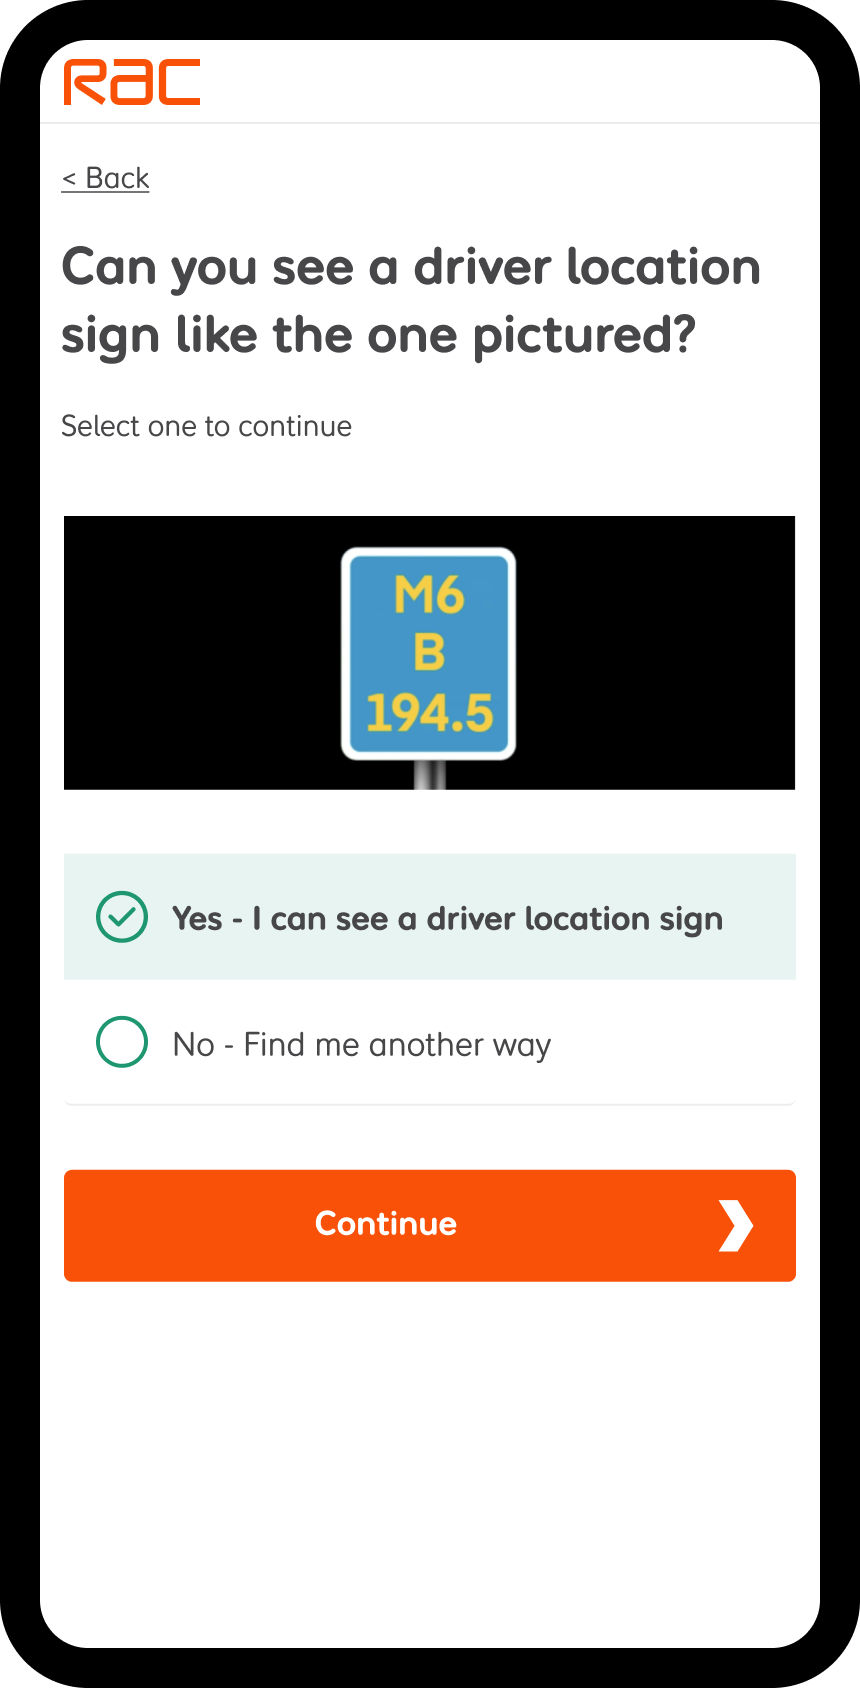 RAC
< Back
Can you see a driver location
sign like the one pictured?
Select one to continue
M6
B
194.5
Yes - I can see a driver location sign
No - Find me another way
Continue